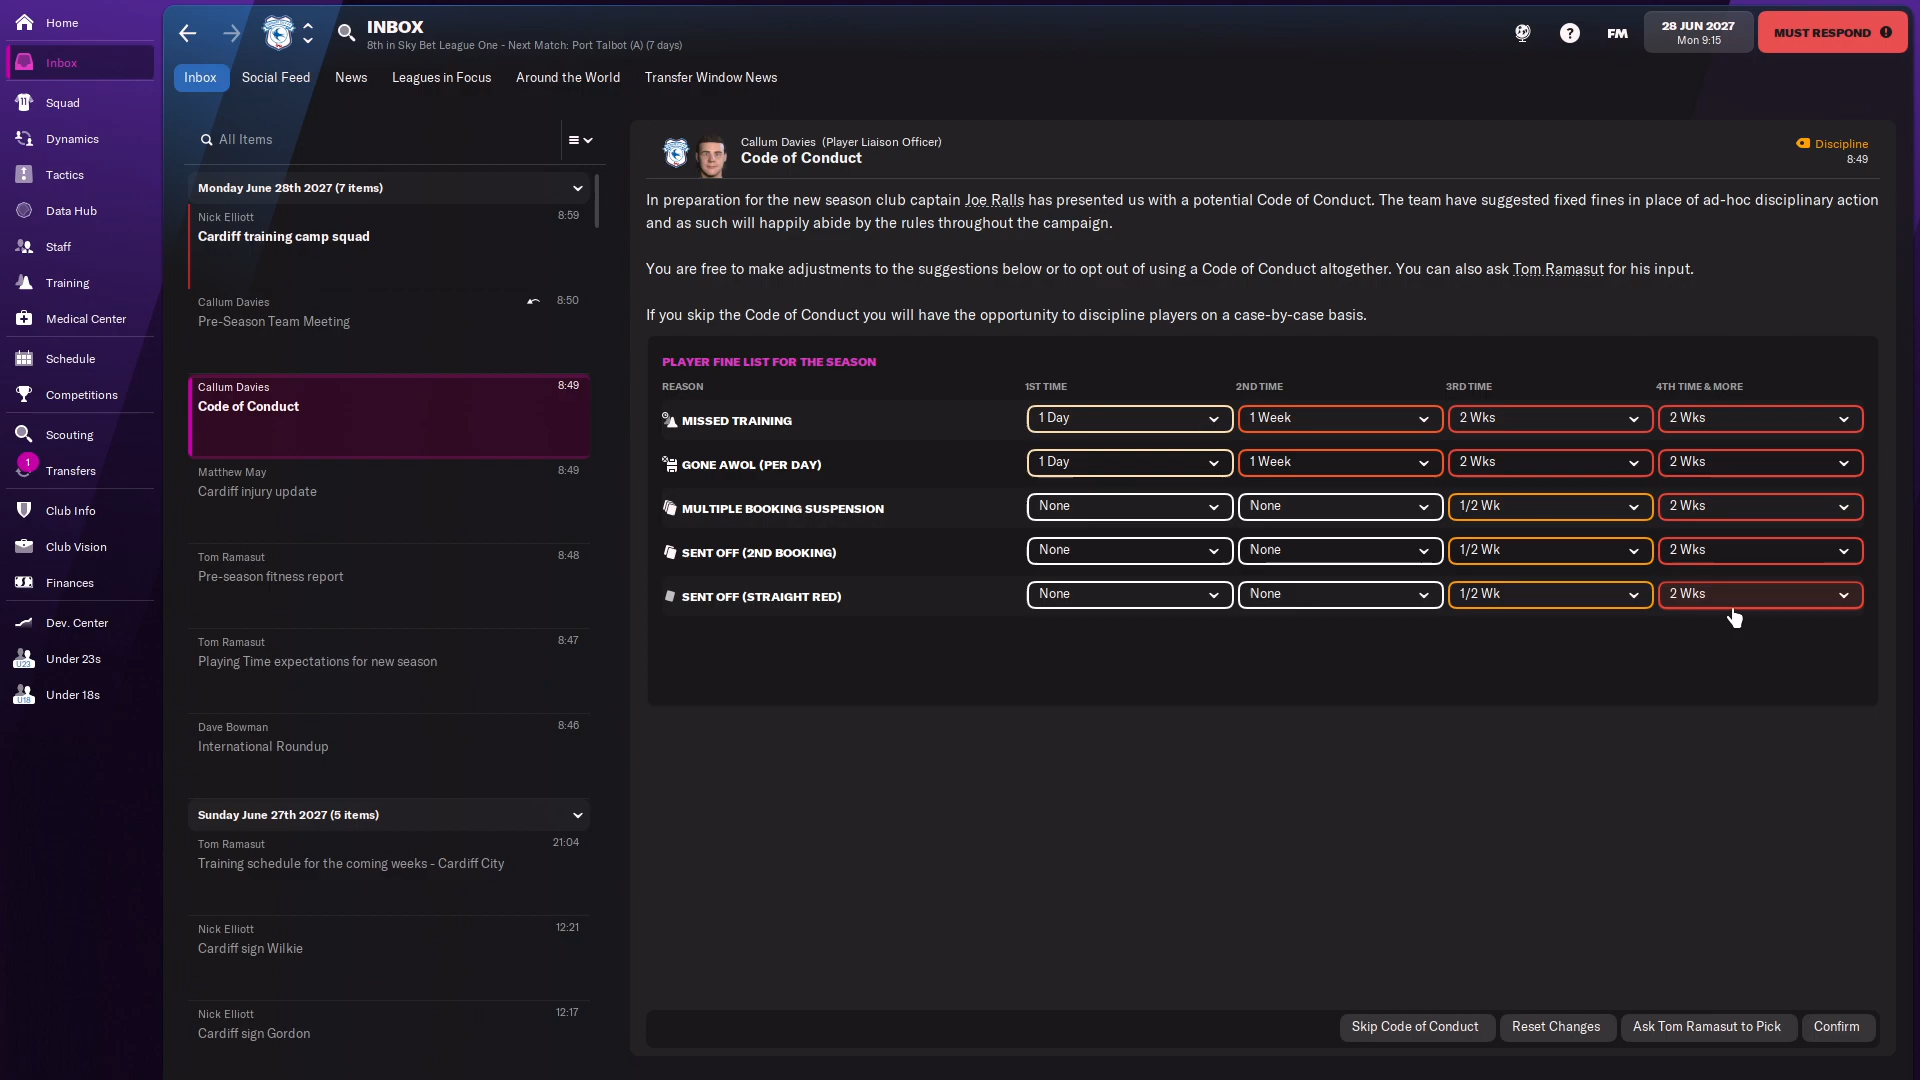 Home
Inbox
Squad
Dynamics
Tactics
Data Hub
Staff
Training
Medical Center
Schedule
Competitions
Scouting
1
Transfers
Club Info
Club Vision
Finances
Dev. Center
U23
Under 23s
U18
Under 18s
INBOX
8th in Sky Bet League One - Next Match: Port Talbot (A) (7 days)
FM
28 JUN 2027
Mon 9:15
MUST RESPOND
Inbox
Social Feed
News
Leagues in Focus
Around the World
Transfer Window News
All Items
Monday June 28th 2027 (7 items)
Nick Elliott 8:59
Cardiff training camp squad
Callum Davies 8:50
Pre-Season Team Meeting
Callum Davies 8:49
Code of Conduct
Matthew May 8:49
Cardiff injury update
Tom Ramasut 8:48
Pre-season fitness report
Tom Ramasut 8:47
Playing Time expectations for new season
Dave Bowman 8:46
International Roundup
Sunday June 27th 2027 (5 items)
Tom Ramasut 21:04
Training schedule for the coming weeks - Cardiff City
Nick Elliott 12:21
Cardiff sign Wilkie
Nick Elliott 12:17
Cardiff sign Gordon
Callum Davies (Player Liaison Officer)
Code of Conduct
Discipline
8:49
In preparation for the new season club captain Joe Ralls has presented us with a potential Code of Conduct. The team have suggested fixed fines in place of ad-hoc disciplinary action
and as such will happily abide by the rules throughout the campaign.
You are free to make adjustments to the suggestions below or to opt out of using a Code of Conduct altogether. You can also ask Tom Ramasut for his input.
If you skip the Code of Conduct you will have the opportunity to discipline players on a case-by-case basis.
PLAYER FINE LIST FOR THE SEASON
REASON 1ST TIME 2ND TIME 3RD TIME 4TH TIME & MORE
MISSED TRAINING 1 Day 1 Week 2 Wks 2 Wks
GONE AWOL (PER DAY) 1 Day 1 Week 2 Wks 2 Wks
MULTIPLE BOOKING SUSPENSION None None 1/2 Wk 2 Wks
SENT OFF (2ND BOOKING) None None 1/2 Wk 2 Wks
SENT OFF (STRAIGHT RED) None None 1/2 Wk 2 Wks
Skip Code of Conduct
Reset Changes
Ask Tom Ramasut to Pick
Confirm